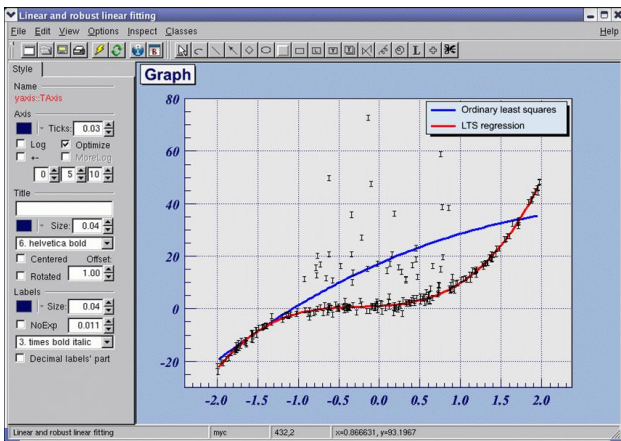 Linear and robust linear fitting
File Edit View Options Inspect Classes Help
Style
Name
yaxis::TAxis
Axis
Ticks: 0.03
Log Optimize
+- MoreLog
0 5 10
Title
Size: 0.04
6. helvetica bold
Centered Offset:
Rotated 1.00
Labels
Size: 0.04
NoExp 0.011
3. times bold italic
Decimal labels' part
Graph
Ordinary least squares
LTS regression
80
60
40
20
0
-20
-2.0 -1.5 -1.0 -0.5 0.0 0.5 1.0 1.5 2.0
Linear and robust linear fitting myc 432,2 x=0.866631, y=93.1967